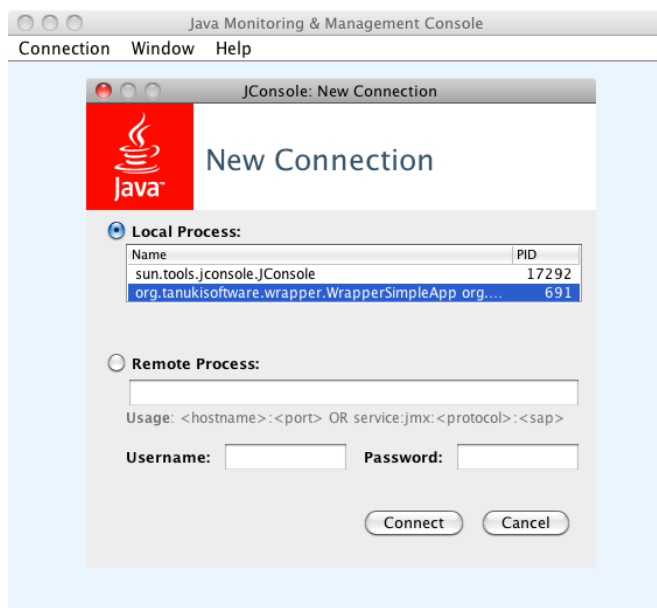 Java Monitoring & Management Console
Connection Window Help
JConsole: New Connection
Java™
New Connection
Local Process:
Name PID
sun.tools.jconsole.JConsole 17292
org.tanukisoftware.wrapper.WrapperSimpleApp org.... 691
Remote Process:
Usage: <hostname>:<port> OR service:jmx:<protocol>:<sap>
Username: Password:
Connect Cancel